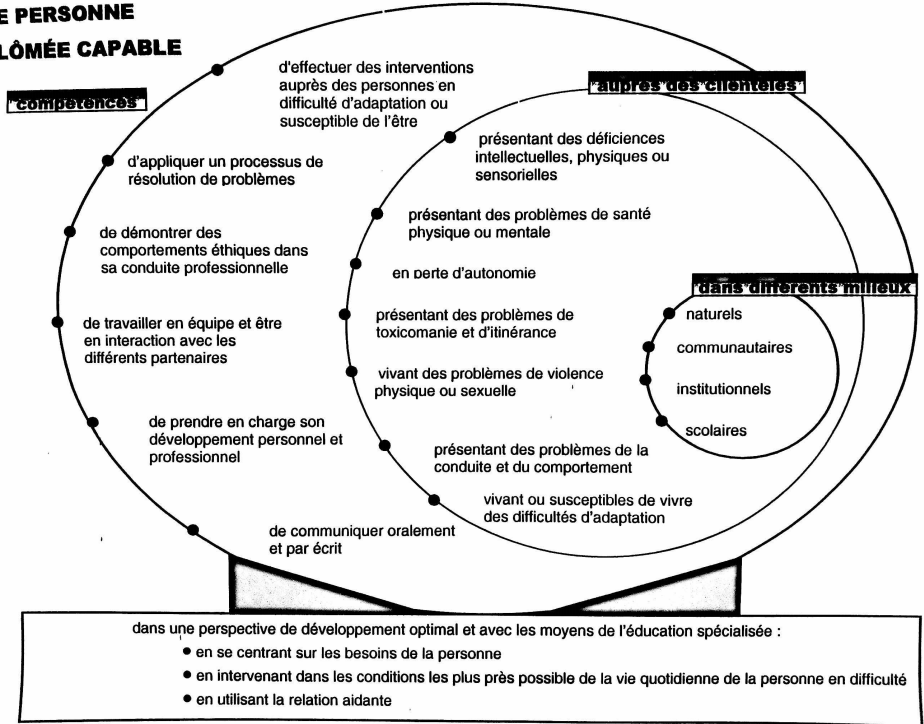 E PERSONNE
LÔMÉE CAPABLE
"compétences"
d'effectuer des interventions
auprès des personnes en
difficulté d'adaptation ou
susceptible de l'être
d'appliquer un processus de
résolution de problèmes
de démontrer des
comportements éthiques dans
sa conduite professionnelle
de travailler en équipe et être
en interaction avec les
différents partenaires
de prendre en charge son
développement personnel et
professionnel
de communiquer oralement
et par écrit
"auprès des clientèles"
présentant des déficiences
intellectuelles, physiques ou
sensorielles
présentant des problèmes de santé
physique ou mentale
en perte d'autonomie
présentant des problèmes de
toxicomanie et d'itinérance
vivant des problèmes de violence
physique ou sexuelle
présentant des problèmes de la
conduite et du comportement
vivant ou susceptibles de vivre
des difficultés d'adaptation
"dans différents milieux"
naturels
communautaires
institutionnels
scolaires
dans une perspective de développement optimal et avec les moyens de l'éducation spécialisée :
• en se centrant sur les besoins de la personne
• en intervenant dans les conditions les plus près possible de la vie quotidienne de la personne en difficulté
• en utilisant la relation aidante